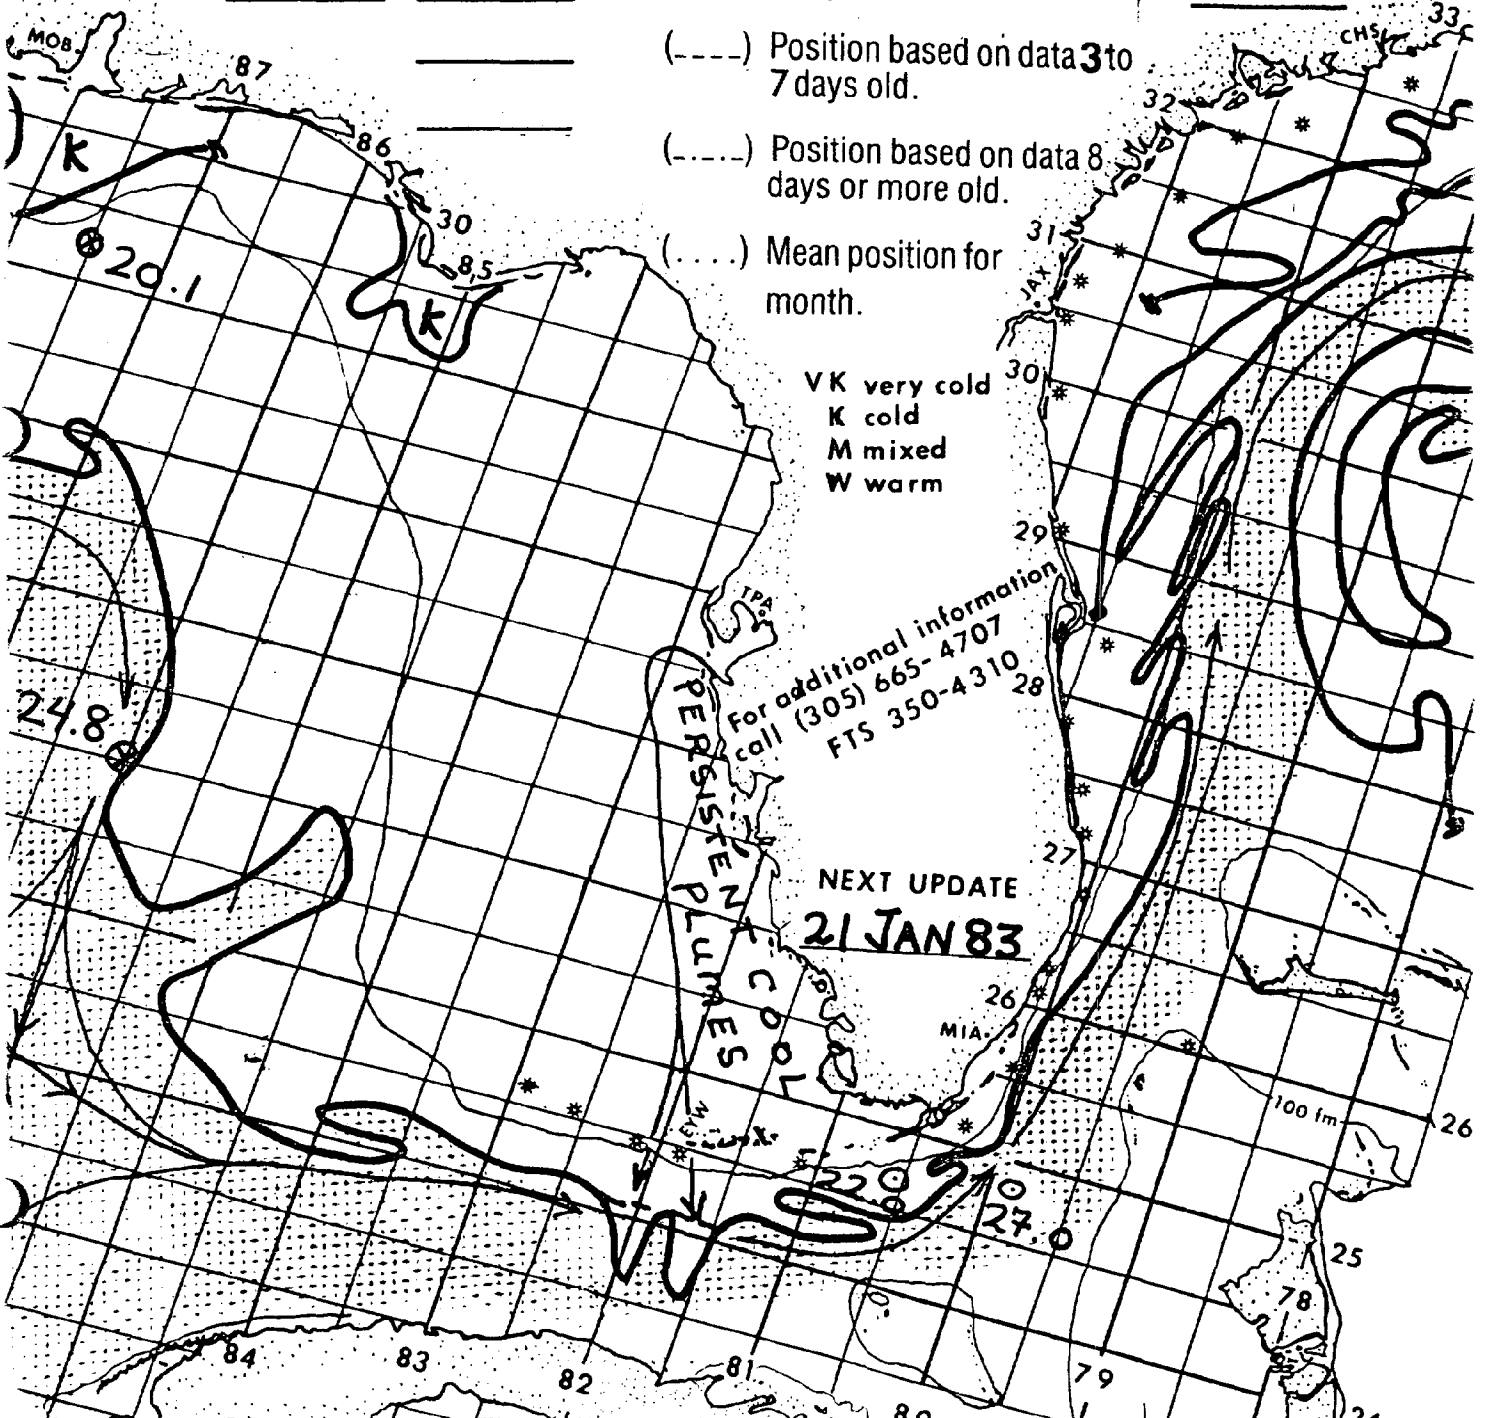 MOB.
87
33
CHS
(----) Position based on data 3 to
7 days old.
32
86
K
(_._._) Position based on data 8
days or more old.
30
31
(....) Mean position for
month.
85
20.1
JAX
K
VK very cold
K cold
M mixed
W warm
30
29
TPA
For additional information
call (305) 665-4707
FTS 350-4310
28
24.8
PERSISTENT COOL
PLUMES
27
NEXT UPDATE
21 JAN 83
26
MIA.
EYW
100 fm
26
22.0
27.0
25
78
84
83
82
81
79
80